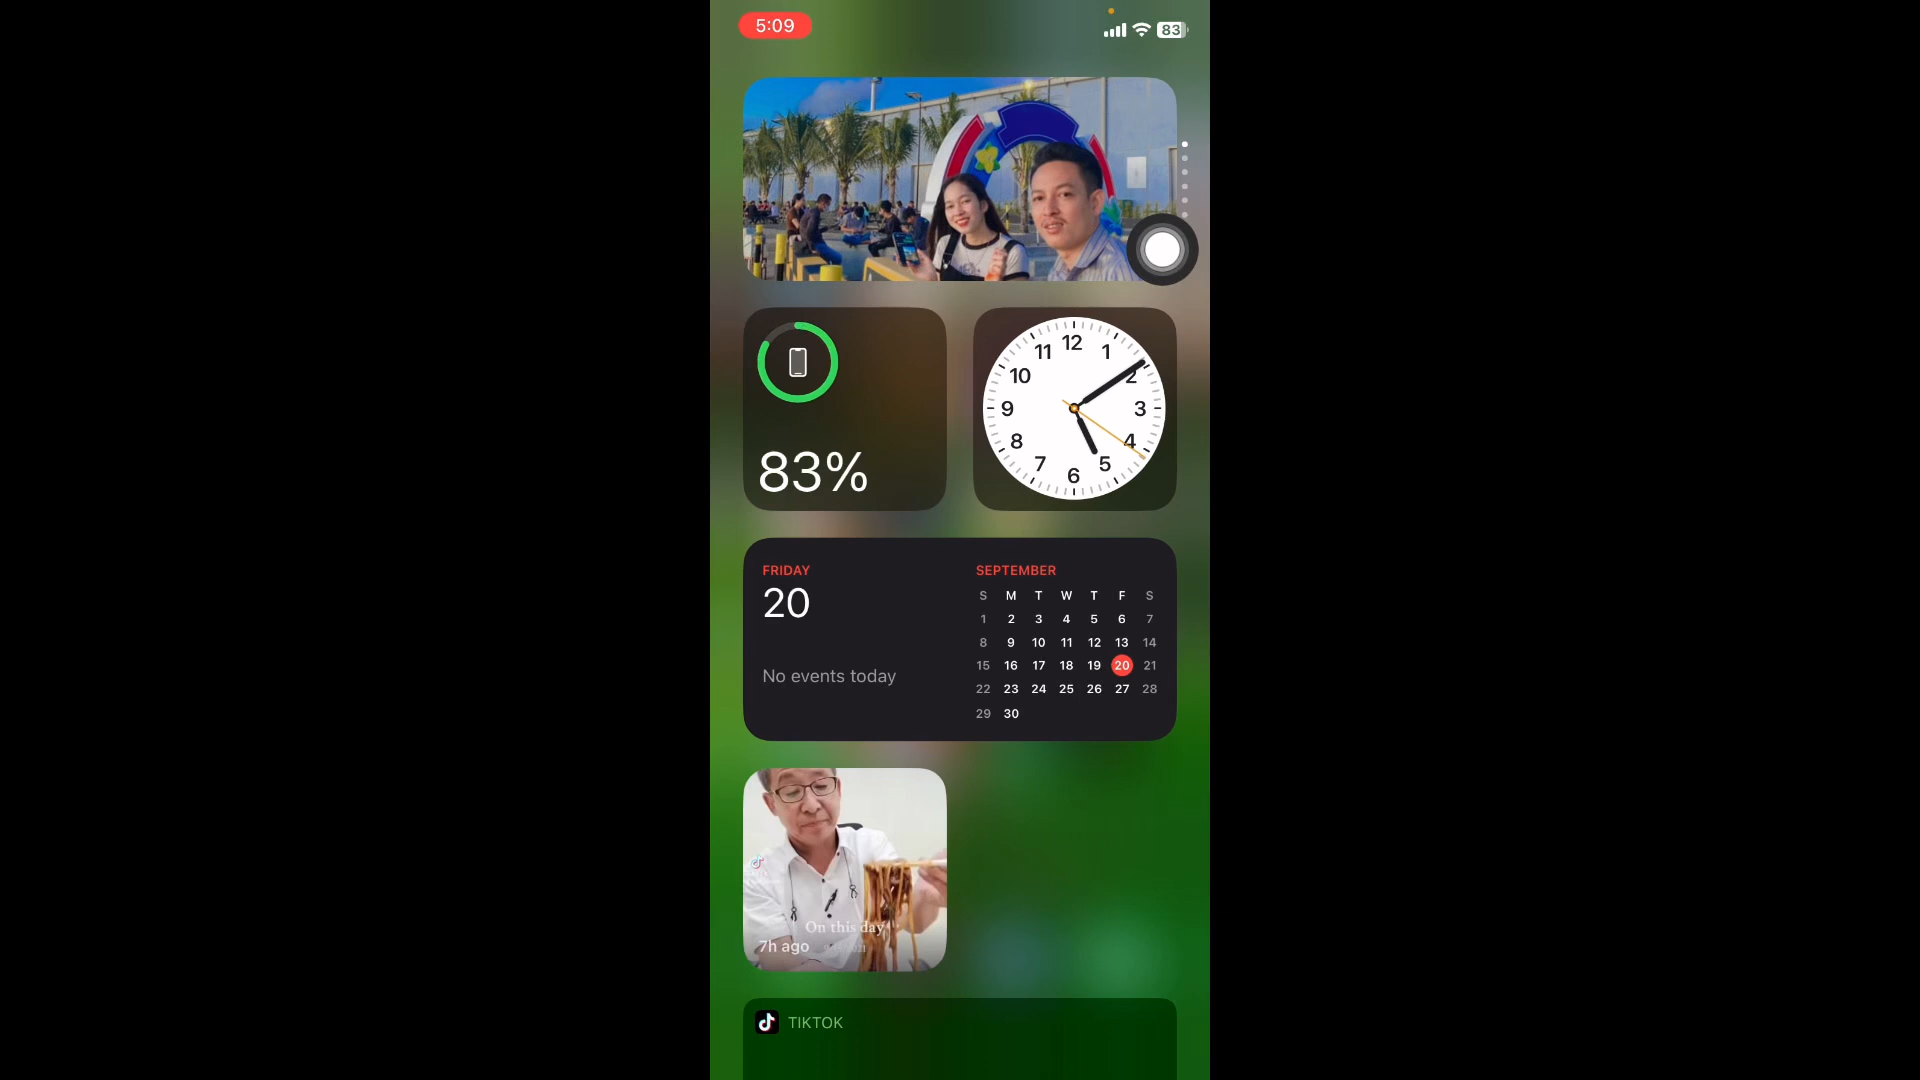 5:09
83
12
11 1
10 2
9 3
8 4
7 5
6
83%
FRIDAY
20
No events today
SEPTEMBER
S M T W T F S
1 2 3 4 5 6 7
8 9 10 11 12 13 14
15 16 17 18 19 20 21
22 23 24 25 26 27 28
29 30
On this day
7h ago
TIKTOK